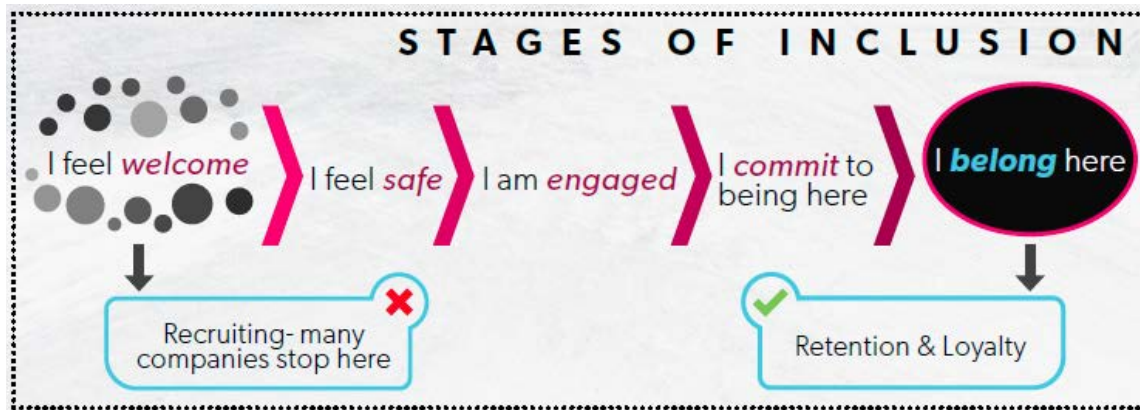 STAGES OF INCLUSION
I feel welcome
I feel safe
I am engaged
I commit to
being here
I belong here
Recruiting- many
companies stop here
Retention & Loyalty